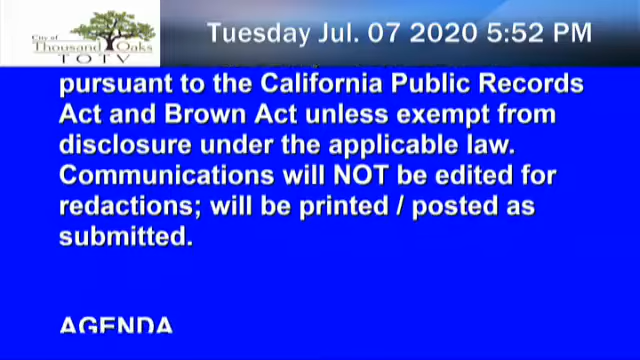 City of
Thousand Oaks
TOTV
Tuesday Jul. 07 2020 5:52 PM
pursuant to the California Public Records
Act and Brown Act unless exempt from
disclosure under the applicable law.
Communications will NOT be edited for
redactions; will be printed / posted as
submitted.
AGENDA